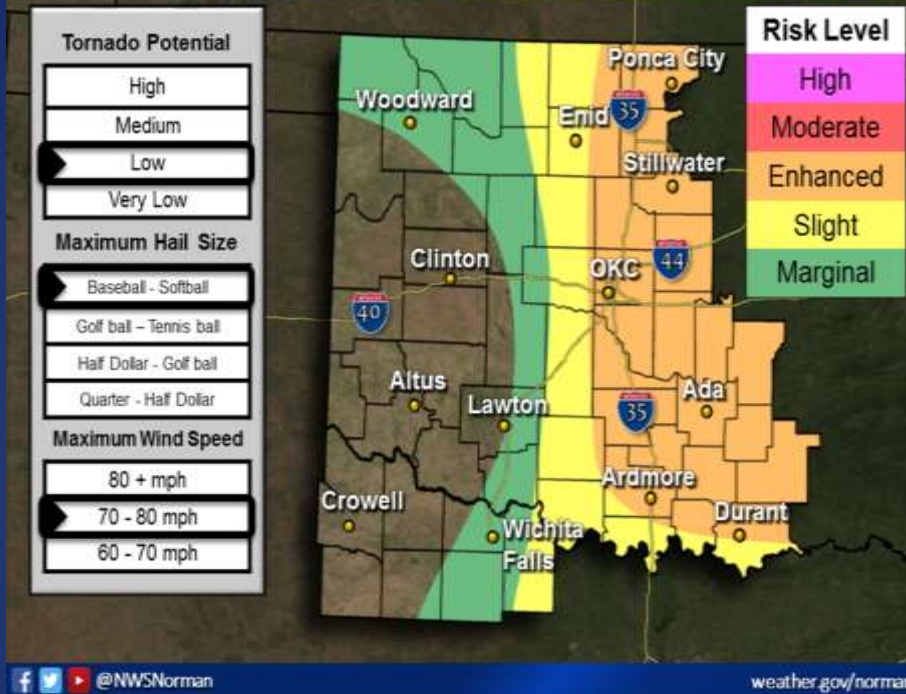 Tornado Potential
High
Medium
Low
Very Low
Maximum Hail Size
Baseball - Softball
Golf ball – Tennis ball
Half Dollar - Golf ball
Quarter - Half Dollar
Maximum Wind Speed
80 + mph
70 - 80 mph
60 - 70 mph
Risk Level
High
Moderate
Enhanced
Slight
Marginal
Ponca City
Woodward
Enid
35
Stillwater
Clinton
OKC
44
40
Altus
Lawton
35
Ada
Ardmore
Crowell
Durant
Wichita
Falls
@NWSNorman
weather.gov/norman